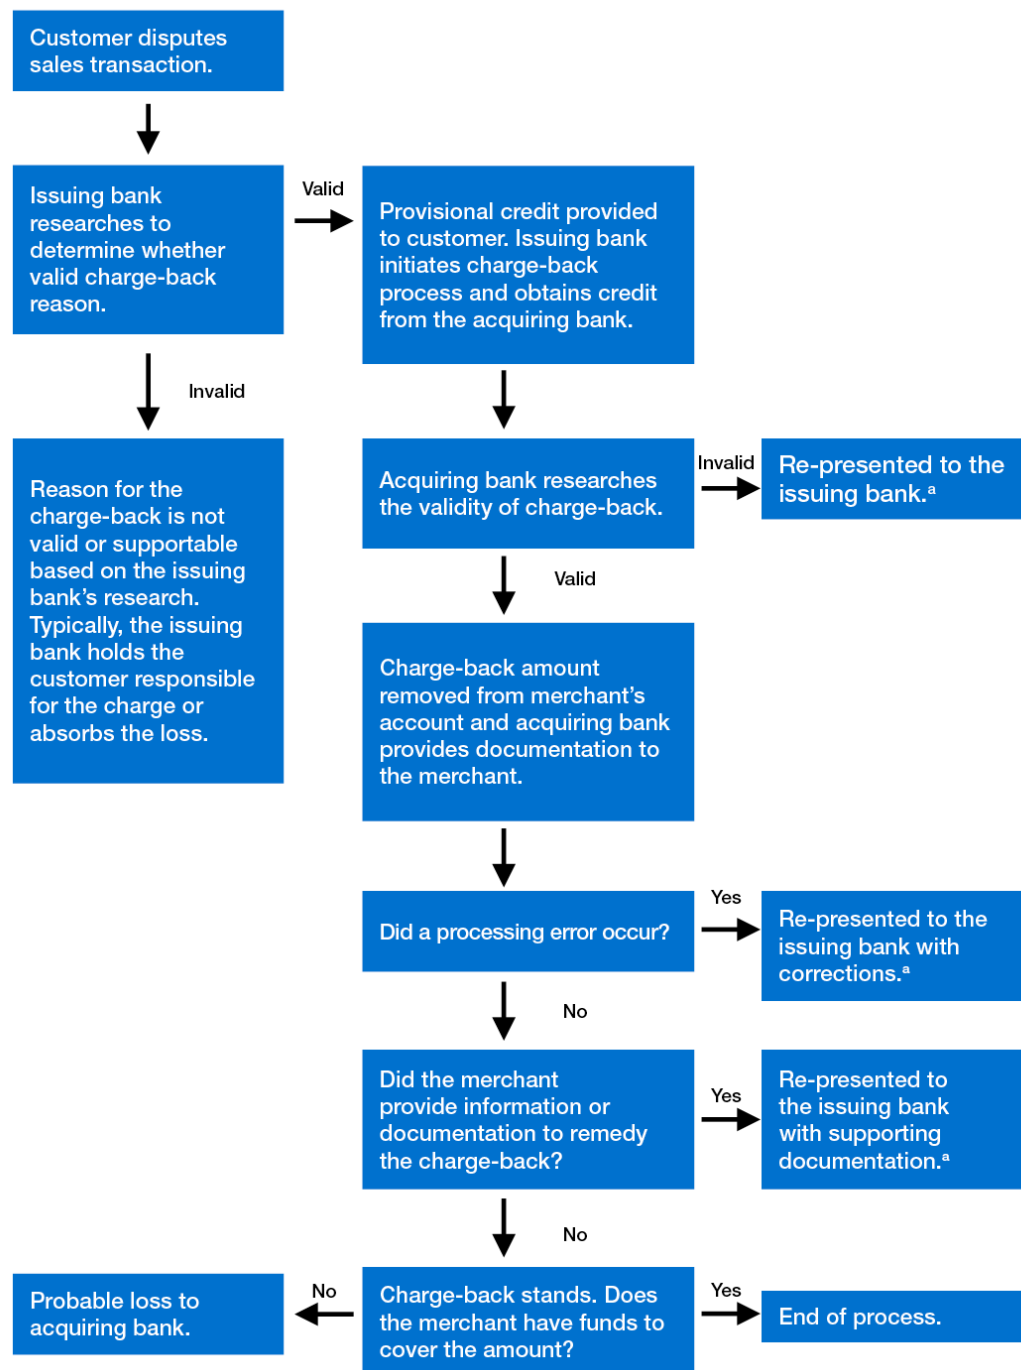 Customer disputes
sales transaction.
Issuing bank
researches to
determine whether
valid charge-back
reason.
Valid
Provisional credit provided
to customer. Issuing bank
initiates charge-back
process and obtains credit
from the acquiring bank.
Invalid
Reason for the
charge-back is not
valid or supportable
based on the issuing
bank’s research.
Typically, the issuing
bank holds the
customer responsible
for the charge or
absorbs the loss.
Acquiring bank researches
the validity of charge-back.
Invalid
Re-presented to the
issuing bank.ᵃ
Valid
Charge-back amount
removed from merchant’s
account and acquiring bank
provides documentation to
the merchant.
Did a processing error occur?
Yes
Re-presented to the
issuing bank with
corrections.ᵃ
No
Did the merchant
provide information or
documentation to remedy
the charge-back?
Yes
Re-presented to
the issuing bank
with supporting
documentation.ᵃ
No
Charge-back stands. Does
the merchant have funds to
cover the amount?
No
Probable loss to
acquiring bank.
Yes
End of process.